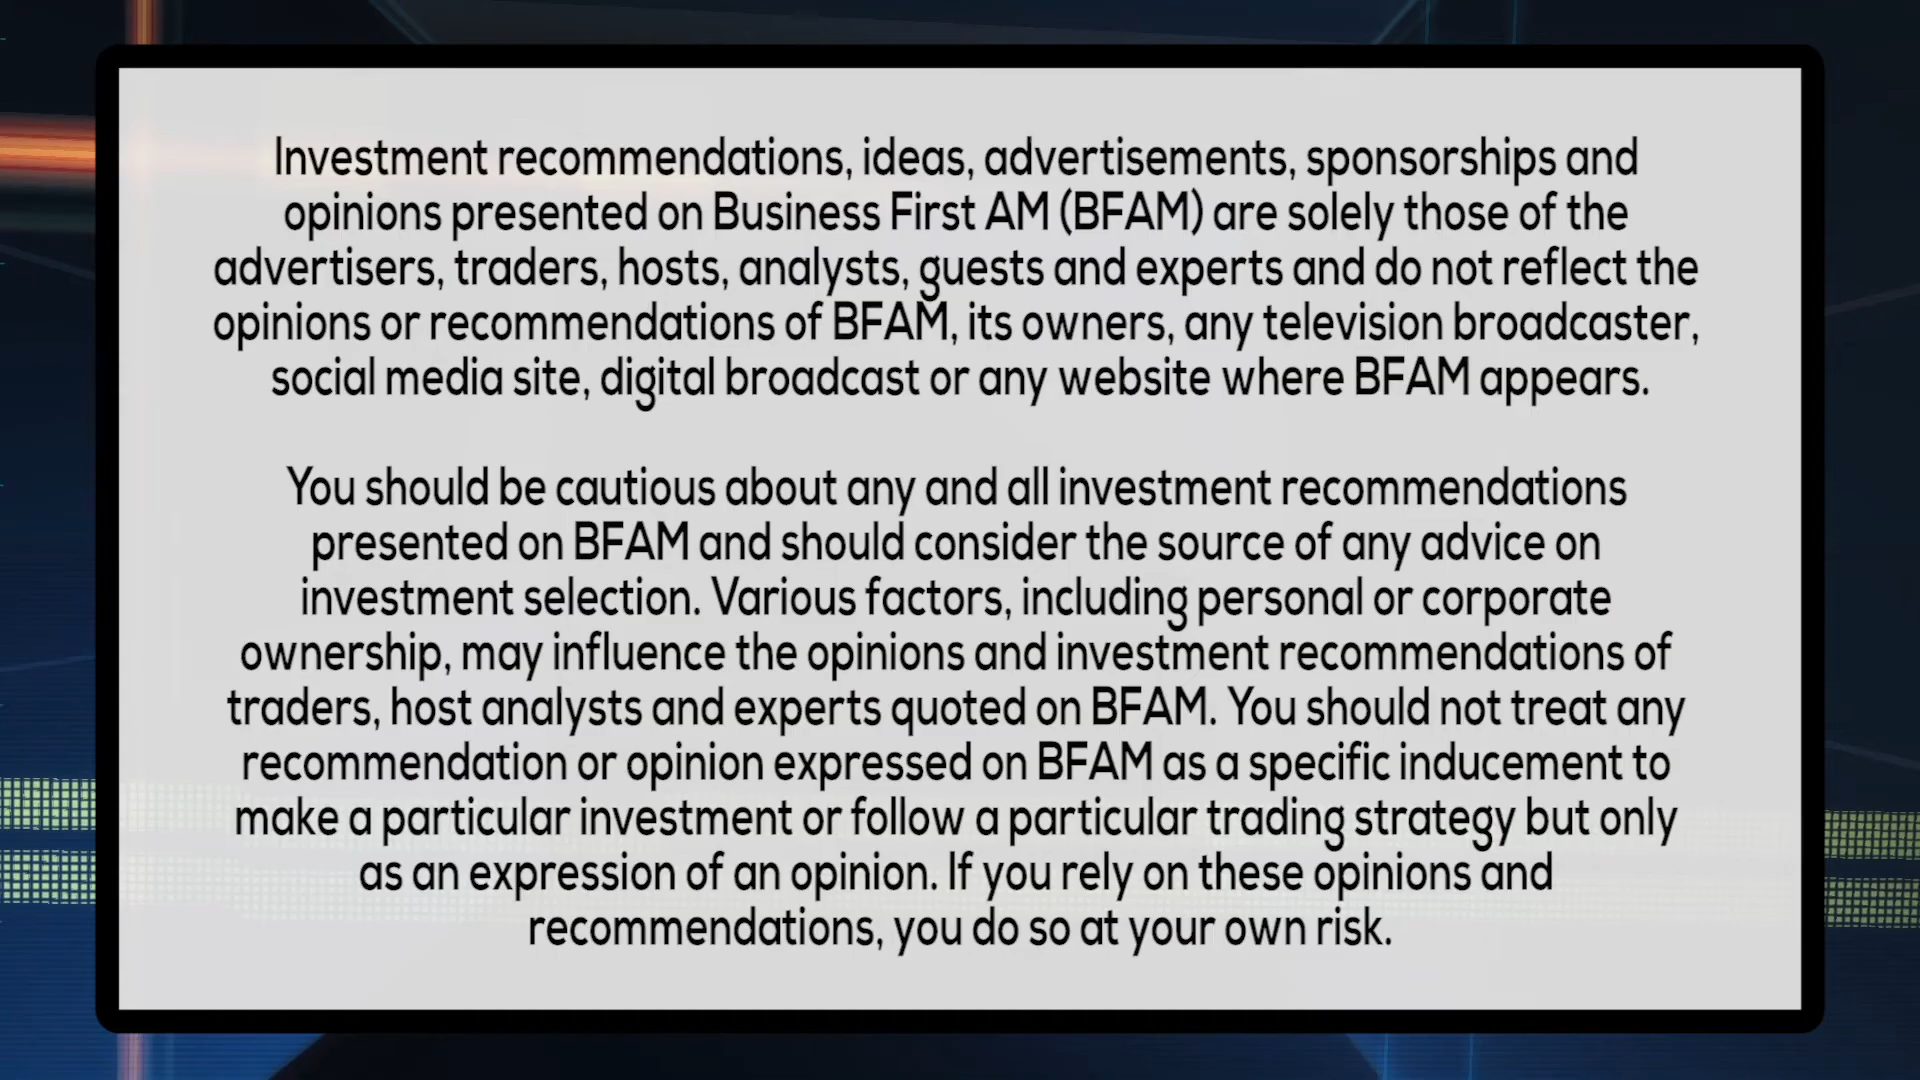 Investment recommendations, ideas, advertisements, sponsorships and
opinions presented on Business First AM (BFAM) are solely those of the
advertisers, traders, hosts, analysts, guests and experts and do not reflect the
opinions or recommendations of BFAM, its owners, any television broadcaster,
social media site, digital broadcast or any website where BFAM appears.
You should be cautious about any and all investment recommendations
presented on BFAM and should consider the source of any advice on
investment selection. Various factors, including personal or corporate
ownership, may influence the opinions and investment recommendations of
traders, host analysts and experts quoted on BFAM. You should not treat any
recommendation or opinion expressed on BFAM as a specific inducement to
make a particular investment or follow a particular trading strategy but only
as an expression of an opinion. If you rely on these opinions and
recommendations, you do so at your own risk.